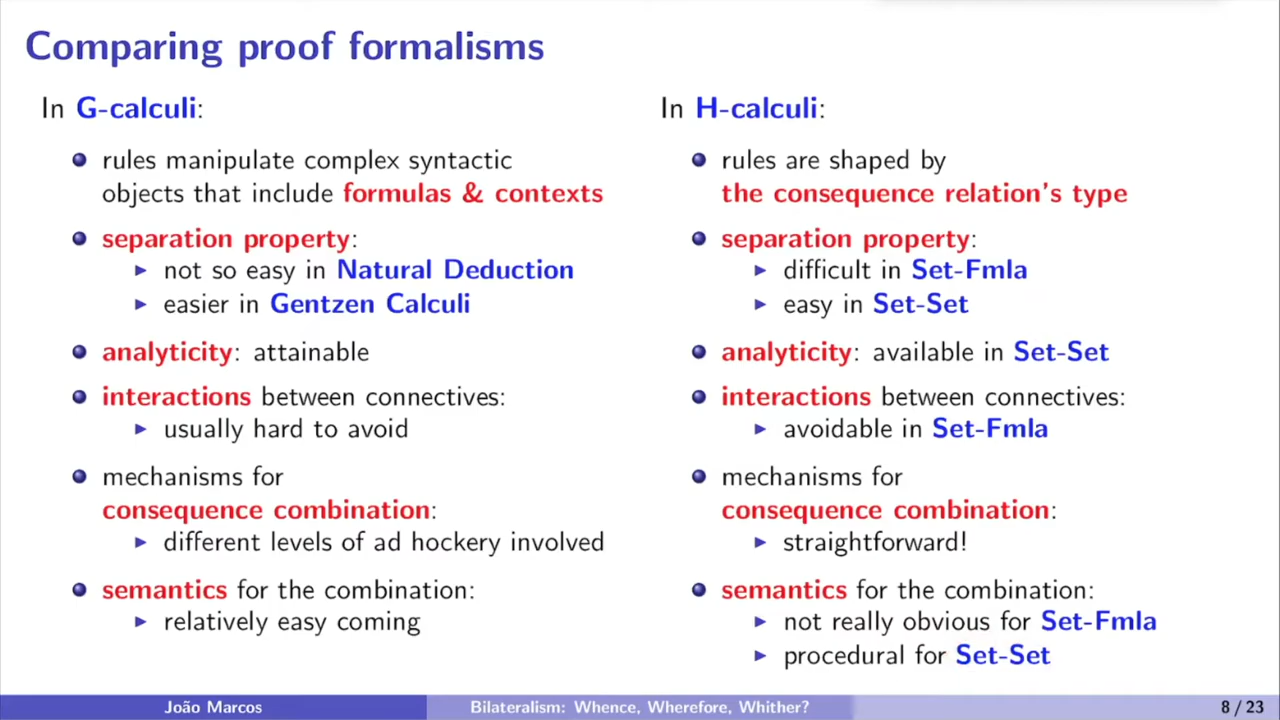 Comparing proof formalisms
In G-calculi:
rules manipulate complex syntactic
objects that include formulas & contexts
separation property:
not so easy in Natural Deduction
easier in Gentzen Calculi
analyticity: attainable
interactions between connectives:
usually hard to avoid
mechanisms for
consequence combination:
different levels of ad hockery involved
semantics for the combination:
relatively easy coming
In H-calculi:
rules are shaped by
the consequence relation's type
separation property:
difficult in Set-Fmla
easy in Set-Set
analyticity: available in Set-Set
interactions between connectives:
avoidable in Set-Fmla
mechanisms for
consequence combination:
straightforward!
semantics for the combination:
not really obvious for Set-Fmla
procedural for Set-Set
João Marcos
Bilateralism: Whence, Wherefore, Whither?
8 / 23